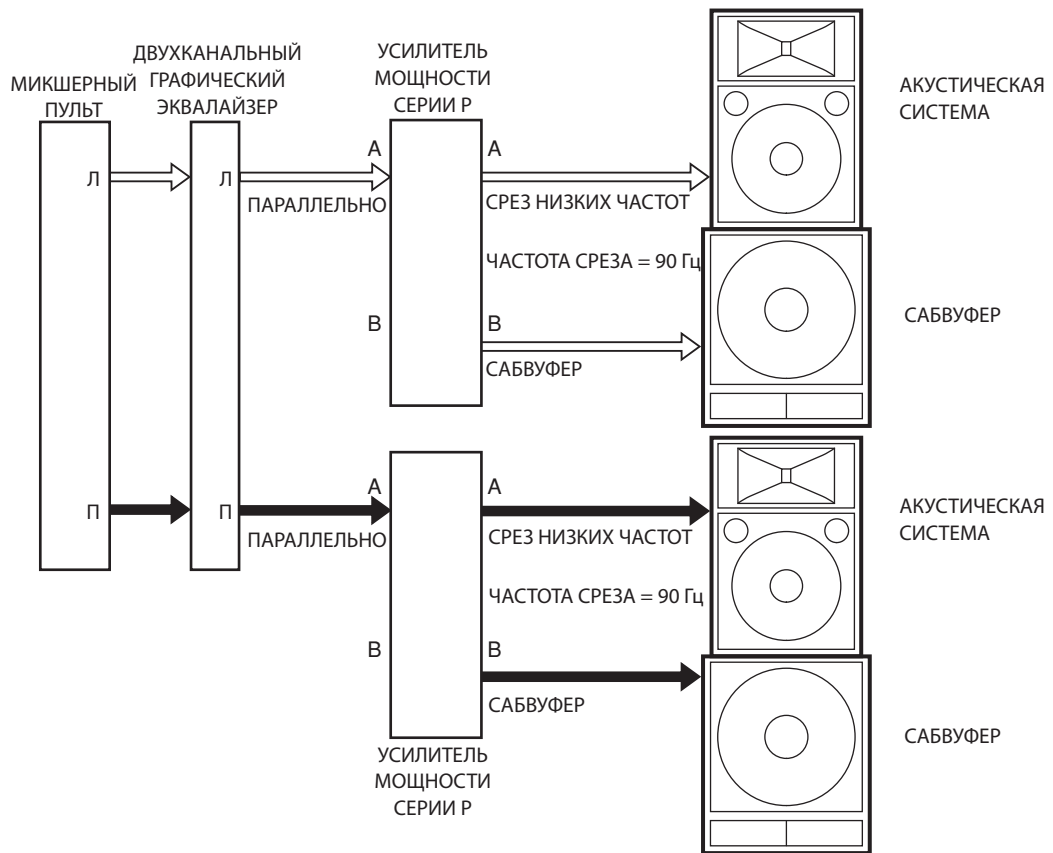 МИКШЕРНЫЙ
ПУЛЬТ
ДВУХКАНАЛЬНЫЙ
ГРАФИЧЕСКИЙ
ЭКВАЛАЙЗЕР
УСИЛИТЕЛЬ
МОЩНОСТИ
СЕРИИ P
АКУСТИЧЕСКАЯ
СИСТЕМА
Л
Л
A
A
ПАРАЛЛЕЛЬНО
СРЕЗ НИЗКИХ ЧАСТОТ
ЧАСТОТА СРЕЗА = 90 Гц
B
B
САБВУФЕР
САБВУФЕР
П
П
A
A
ПАРАЛЛЕЛЬНО
СРЕЗ НИЗКИХ ЧАСТОТ
АКУСТИЧЕСКАЯ
СИСТЕМА
ЧАСТОТА СРЕЗА = 90 Гц
B
B
САБВУФЕР
САБВУФЕР
УСИЛИТЕЛЬ
МОЩНОСТИ
СЕРИИ P